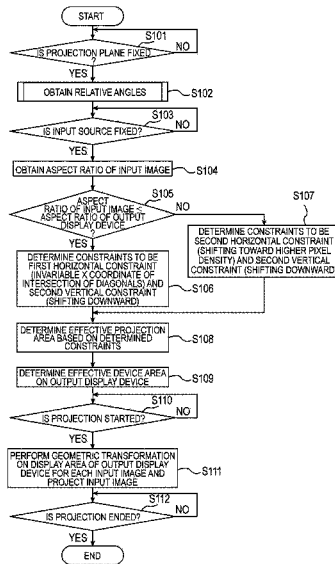 START
S101
IS PROJECTION PLANE FIXED
?
NO
YES
OBTAIN RELATIVE ANGLES
S102
S103
IS INPUT SOURCE FIXED?
NO
YES
OBTAIN ASPECT RATIO OF INPUT IMAGE
S104
S105
ASPECT
RATIO OF INPUT IMAGE <
ASPECT RATIO OF OUTPUT
DISPLAY DEVICE
?
NO
YES
S107
DETERMINE CONSTRAINTS TO BE
SECOND HORIZONTAL CONSTRAINT
(SHIFTING TOWARD HIGHER PIXEL
DENSITY) AND SECOND VERTICAL
CONSTRAINT (SHIFTING DOWNWARD)
DETERMINE CONSTRAINTS TO BE
FIRST HORIZONTAL CONSTRAINT
(INVARIABLE X COORDINATE OF
INTERSECTION OF DIAGONALS) AND
SECOND VERTICAL CONSTRAINT
(SHIFTING DOWNWARD)
S106
DETERMINE EFFECTIVE PROJECTION
AREA BASED ON DETERMINED
CONSTRAINTS
S108
DETERMINE EFFECTIVE DEVICE AREA
ON OUTPUT DISPLAY DEVICE
S109
S110
IS PROJECTION STARTED?
NO
YES
PERFORM GEOMETRIC TRANSFORMATION
ON DISPLAY AREA OF OUTPUT DISPLAY
DEVICE FOR EACH INPUT IMAGE AND
PROJECT INPUT IMAGE
S111
S112
IS PROJECTION ENDED?
NO
YES
END